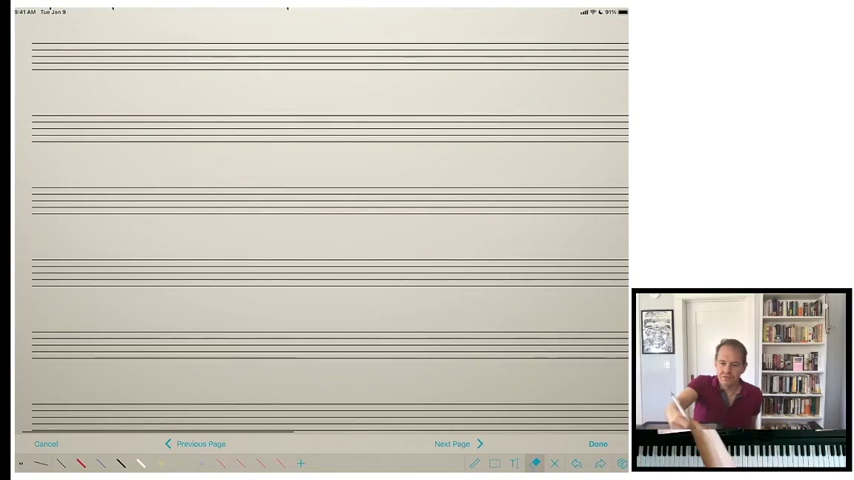 9:41 AM Tue Jan 9
91%
Cancel
Previous Page
Next Page
Done
T